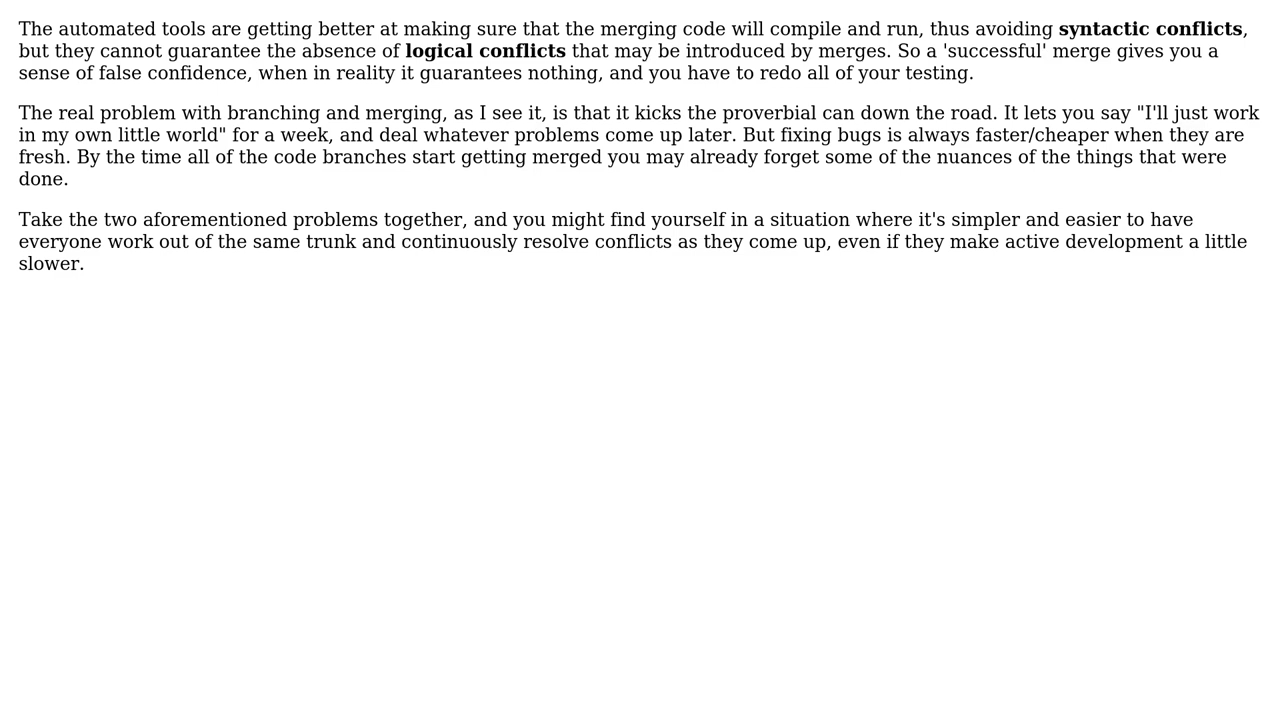 The automated tools are getting better at making sure that the merging code will compile and run, thus avoiding syntactic conflicts,
but they cannot guarantee the absence of logical conflicts that may be introduced by merges. So a 'successful' merge gives you a
sense of false confidence, when in reality it guarantees nothing, and you have to redo all of your testing.
The real problem with branching and merging, as I see it, is that it kicks the proverbial can down the road. It lets you say "I'll just work
in my own little world" for a week, and deal whatever problems come up later. But fixing bugs is always faster/cheaper when they are
fresh. By the time all of the code branches start getting merged you may already forget some of the nuances of the things that were
done.
Take the two aforementioned problems together, and you might find yourself in a situation where it's simpler and easier to have
everyone work out of the same trunk and continuously resolve conflicts as they come up, even if they make active development a little
slower.